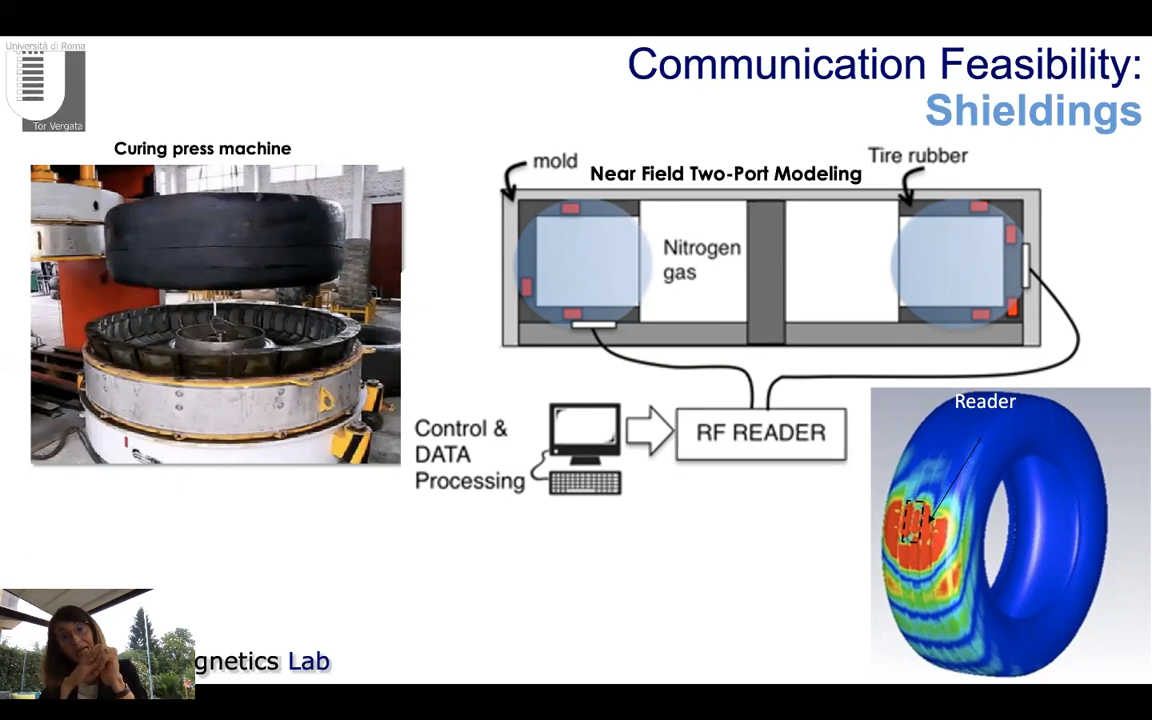 Università di Roma
Tor Vergata
Communication Feasibility:
Shieldings
Curing press machine
mold
Near Field Two-Port Modeling
Tire rubber
Nitrogen
gas
Control &
DATA
Processing
RF READER
Reader
gnetics Lab